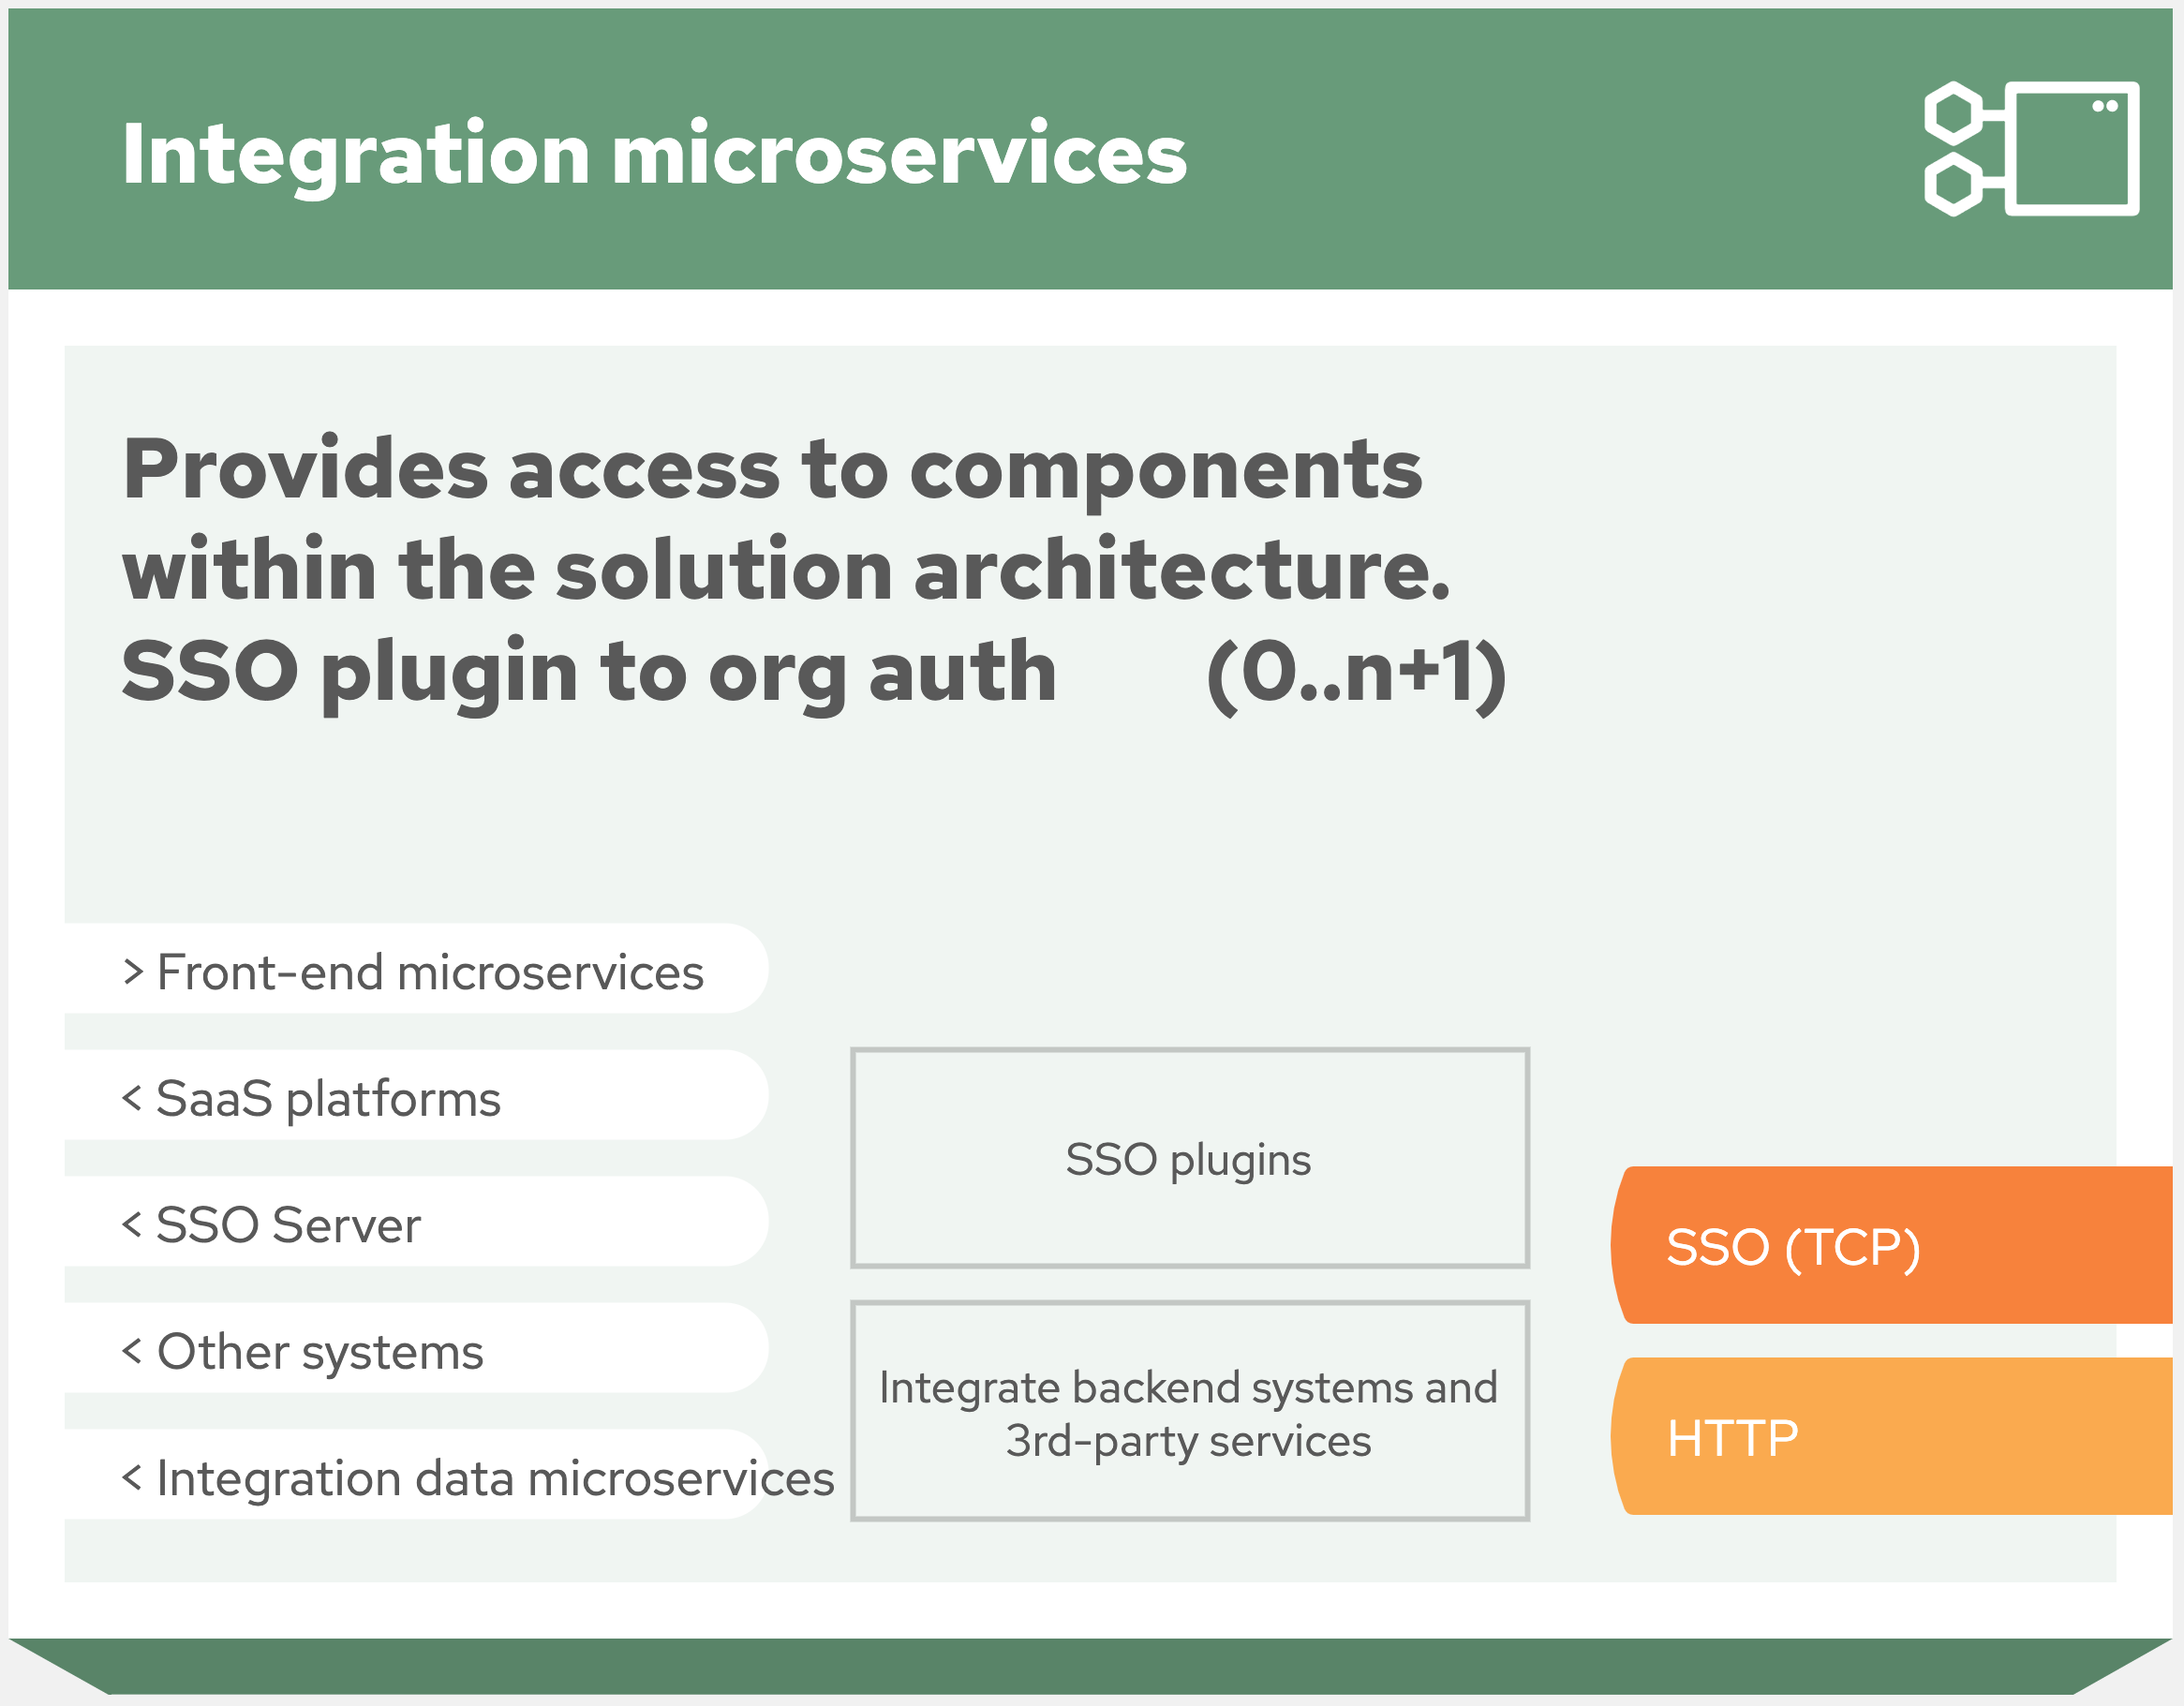 Integration microservices
Provides access to components
within the solution architecture.
SSO plugin to org auth (0..n+1)
> Front-end microservices
< SaaS platforms
< SSO Server
< Other systems
< Integration data microservices
SSO plugins
Integrate backend systems and
3rd-party services
SSO (TCP)
HTTP